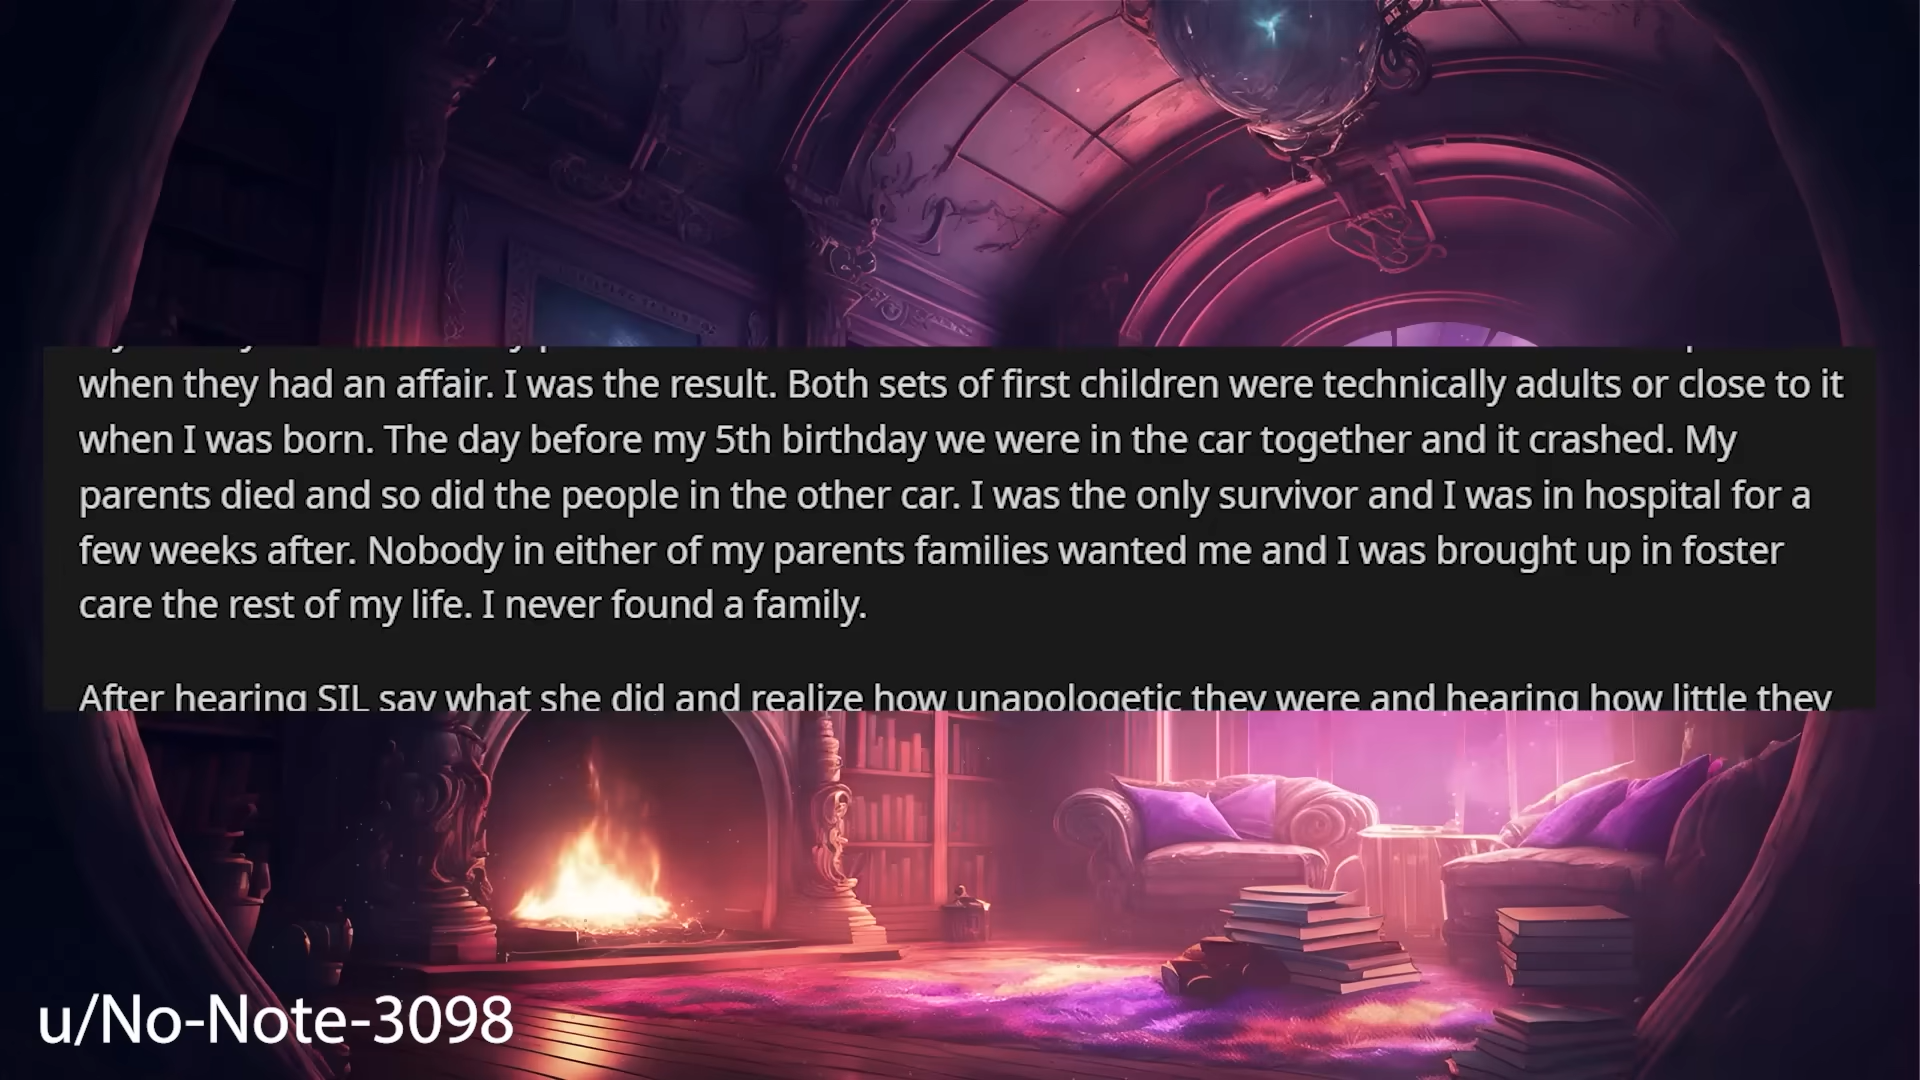 when they had an affair. I was the result. Both sets of first children were technically adults or close to it
when I was born. The day before my 5th birthday we were in the car together and it crashed. My
parents died and so did the people in the other car. I was the only survivor and I was in hospital for a
few weeks after. Nobody in either of my parents families wanted me and I was brought up in foster
care the rest of my life. I never found a family.
After hearing SIL say what she did and realize how unapologetic they were and hearing how little they
u/No-Note-3098